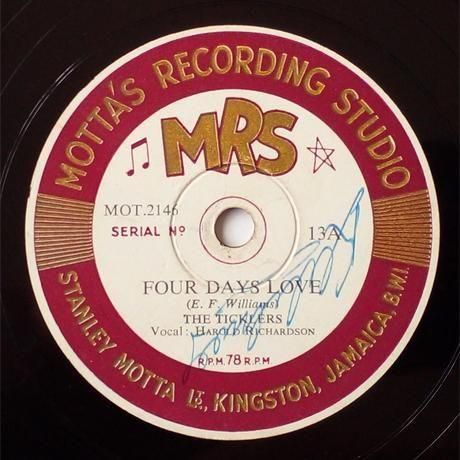 MOTTA'S RECORDING STUDIO
MRS
MOT.2146
SERIAL Nº 13A
FOUR DAYS LOVE
(E. F. Williams)
THE TICKLERS
Vocal: HAROLD RICHARDSON
R.P.M. 78 R.P.M.
STANLEY MOTTA LT., KINGSTON, JAMAICA, B.W.I.